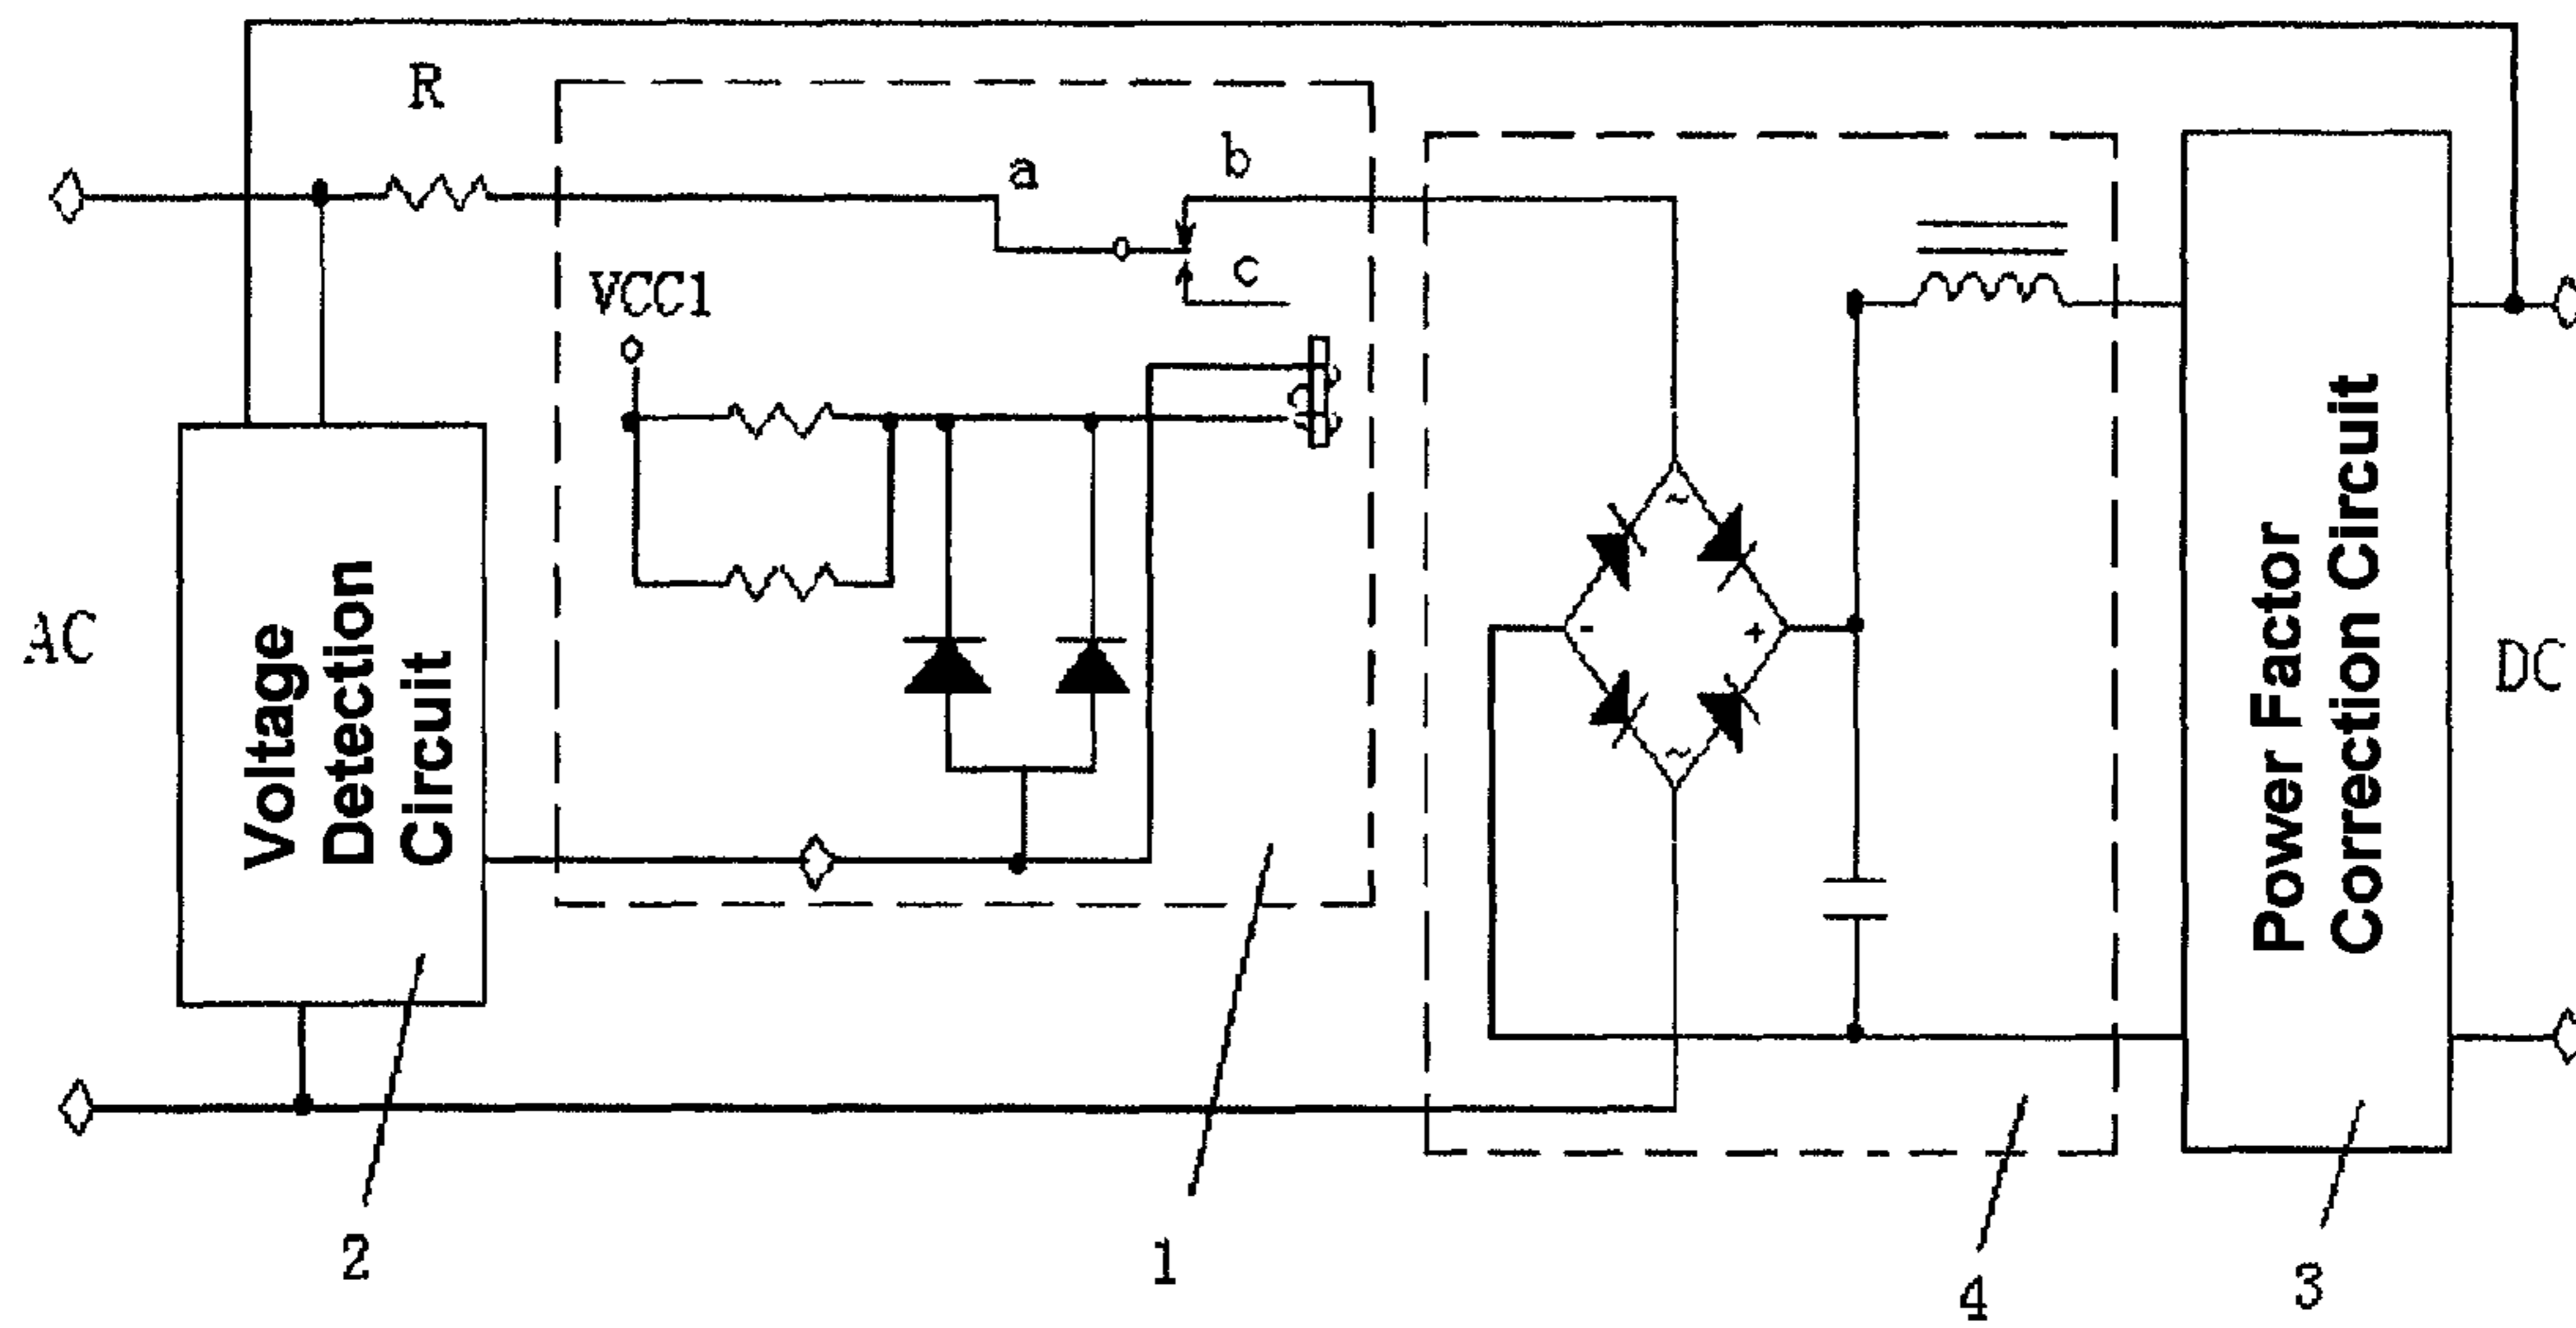 R
a
b
c
VCC1
AC
Voltage
Detection
Circuit
~
-
+
~
Power Factor
Correction Circuit
DC
2
1
4
3